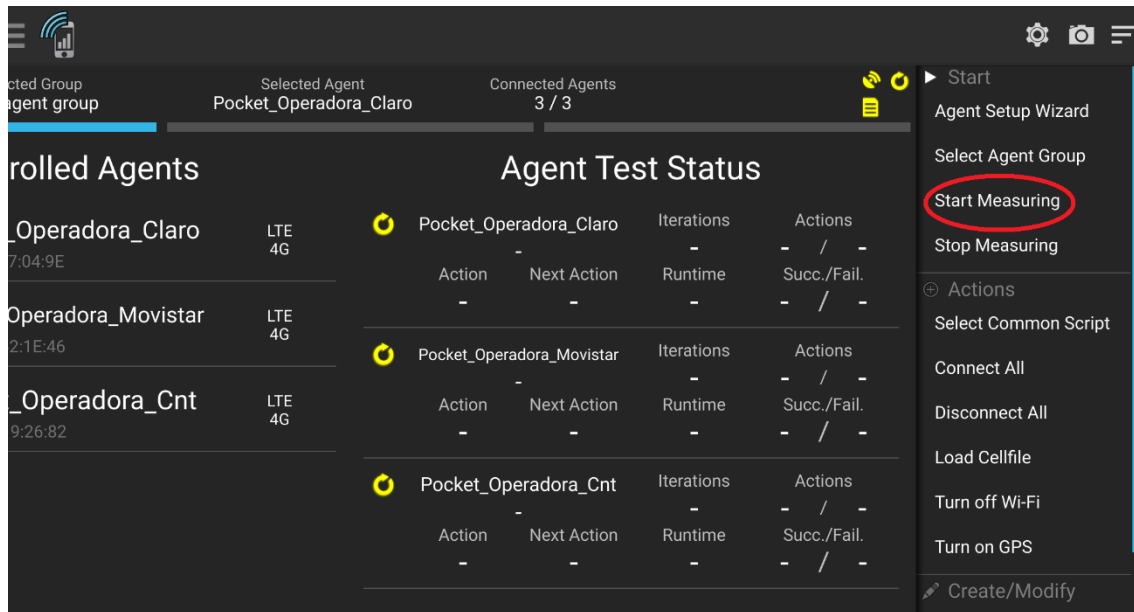 cted Group
Selected Agent
Connected Agents
agent group
Pocket_Operadora_Claro
3 / 3
rolled Agents
_Operadora_Claro
LTE
4G
7:04:9E
Operadora_Movistar
LTE
4G
2:1E:46
_Operadora_Cnt
LTE
4G
9:26:82
Agent Test Status
Pocket_Operadora_Claro
Iterations
Actions
-
-
- / -
Action
Next Action
Runtime
Succ./Fail.
-
-
-
- / -
Pocket_Operadora_Movistar
Iterations
Actions
-
-
- / -
Action
Next Action
Runtime
Succ./Fail.
-
-
-
- / -
Pocket_Operadora_Cnt
Iterations
Actions
-
-
- / -
Action
Next Action
Runtime
Succ./Fail.
-
-
-
- / -
Start
Agent Setup Wizard
Select Agent Group
Start Measuring
Stop Measuring
Actions
Select Common Script
Connect All
Disconnect All
Load Cellfile
Turn off Wi-Fi
Turn on GPS
Create/Modify